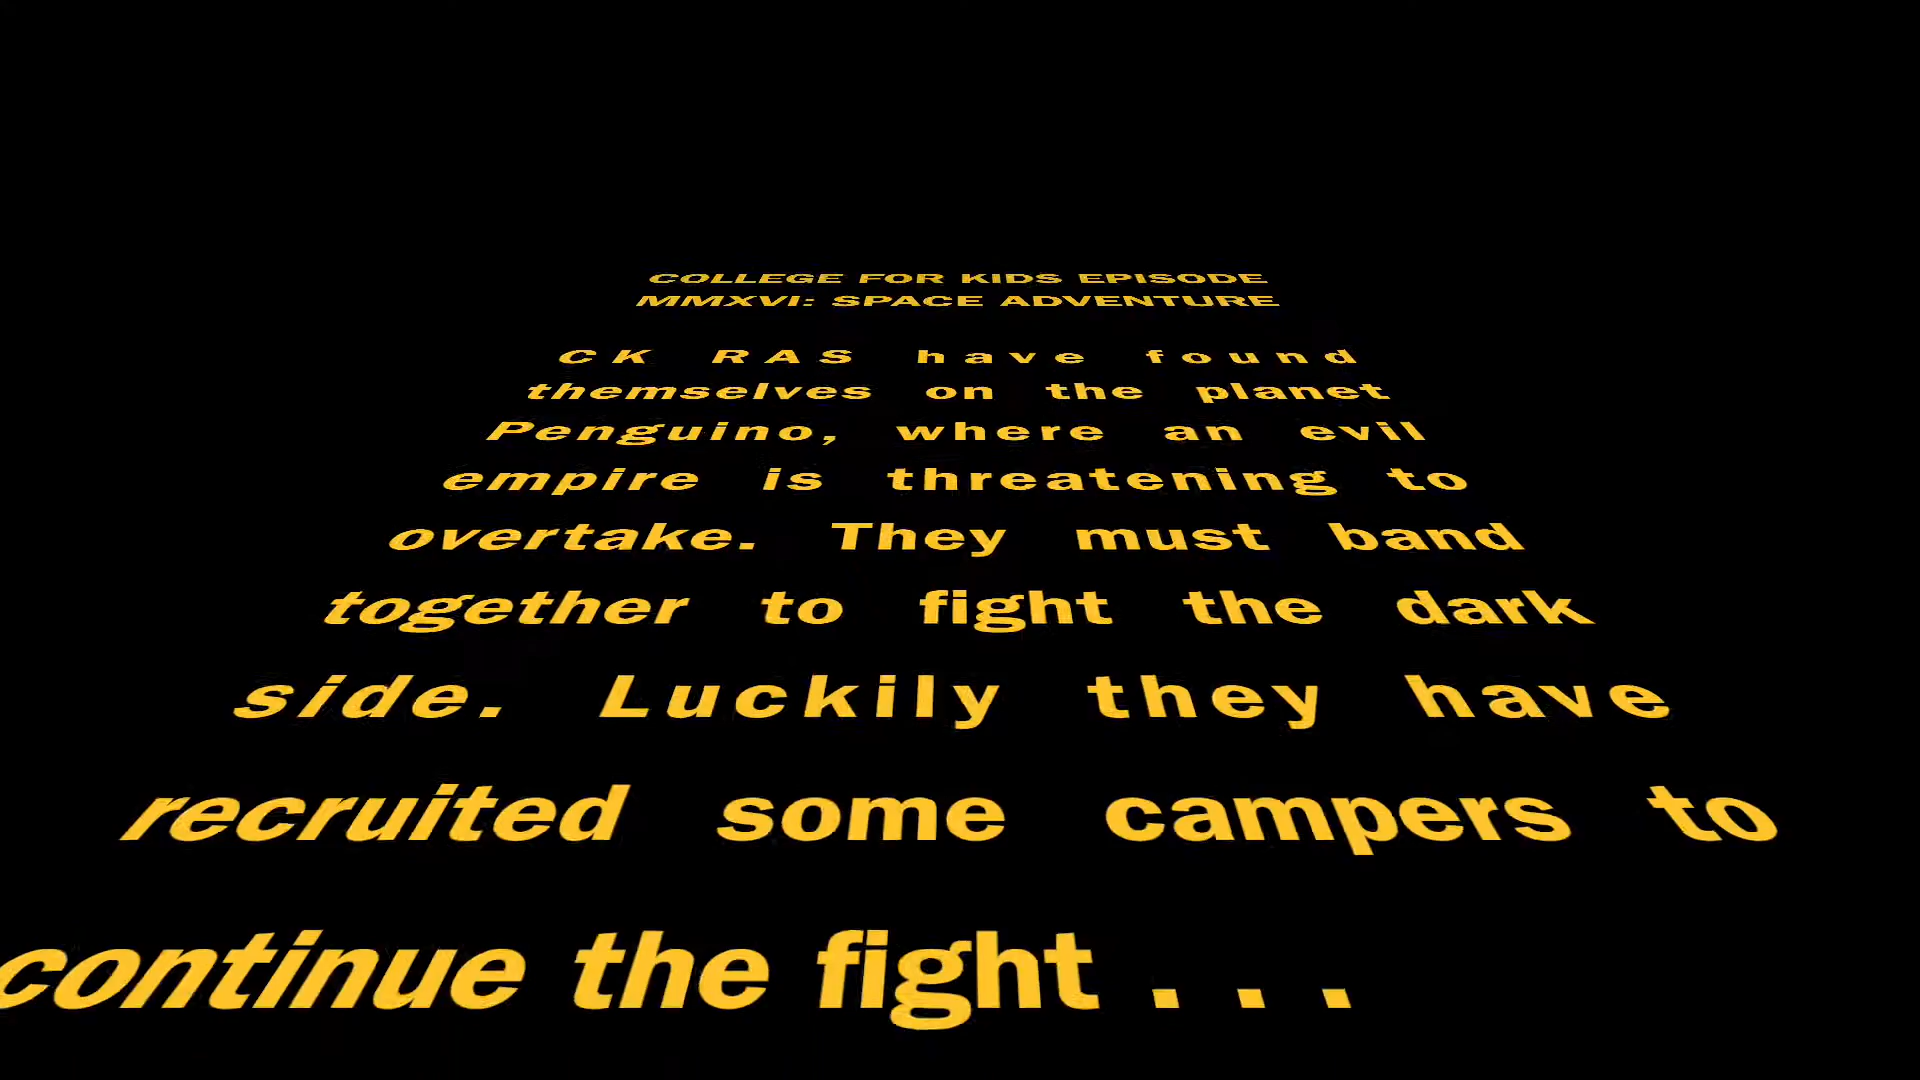 COLLEGE FOR KIDS EPISODE
MMXVI: SPACE ADVENTURE
CK RAS have found
themselves on the planet
Penguino, where an evil
empire is threatening to
overtake. They must band
together to fight the dark
side. Luckily they have
recruited some campers to
continue the fight . . .